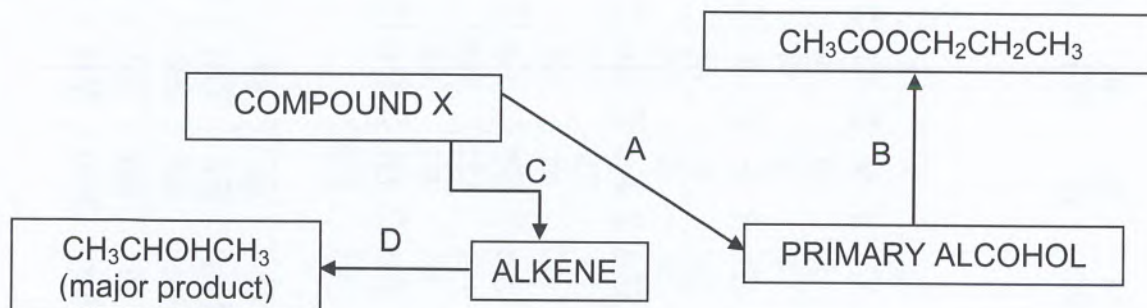 CH₃COOCH₂CH₂CH₃
COMPOUND X
A
B
C
CH₃CHOHCH₃
(major product)
D
ALKENE
PRIMARY ALCOHOL